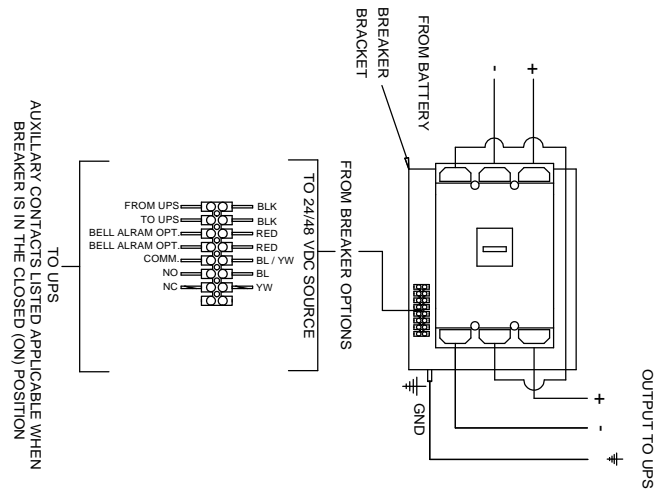 FROM BATTERY
-
+
BREAKER
BRACKET
OUTPUT TO UPS
+
-
GND
FROM BREAKER OPTIONS
TO 24/48 VDC SOURCE
FROM UPS BLK
TO UPS BLK
BELL ALRAM OPT. RED
BELL ALRAM OPT. RED
COMM. BL / YW
NO BL
NC YW
TO UPS
AUXILLARY CONTACTS LISTED APPLICABLE WHEN
BREAKER IS IN THE CLOSED (ON) POSITION